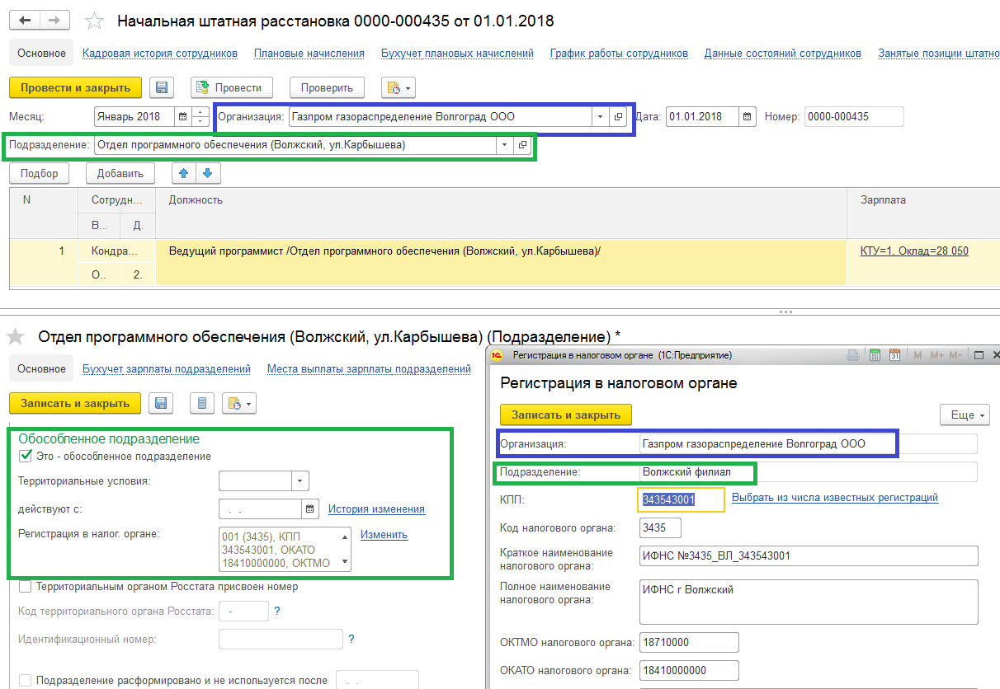 Начальная штатная расстановка 0000-000435 от 01.01.2018
Основное Кадровая история сотрудников Плановые начисления Бухучет плановых начислений График работы сотрудников Данные состояний сотрудников Занятые позиции штатно
Провести и закрыть Провести Проверить
Месяц: Январь 2018 Организация: Газпром газораспределение Волгоград ООО Дата: 01.01.2018 Номер: 0000-000435
Подразделение: Отдел программного обеспечения (Волжский, ул.Карбышева)
Подбор Добавить
N Сотрудн... Должность Зарплата
В... Д.
1 Кондра... Ведущий программист /Отдел программного обеспечения (Волжский, ул.Карбышева)/ КТУ=1, Оклад=28 050
О.. 2.
Отдел программного обеспечения (Волжский, ул.Карбышева) (Подразделение) *
Основное Бухучет зарплаты подразделений Места выплаты зарплаты подразделений
Записать и закрыть
Обособленное подразделение
Это - обособленное подразделение
Территориальные условия:
действуют с: . . История изменения
Регистрация в налог. органе: 001 (3435), КПП
343543001, ОКАТО
18410000000, ОКТМО
Изменить
Территориальным органом Росстата присвоен номер
Код территориального органа Росстата: - ?
Идентификационный номер: ?
Подразделение расформировано и не используется после . .
1С Регистрация в налоговом органе (1С:Предприятие) 31 M M+ M-
Регистрация в налоговом органе
Записать и закрыть Еще
Организация: Газпром газораспределение Волгоград ООО
Подразделение: Волжский филиал
КПП: 343543001 Выбрать из числа известных регистраций
Код налогового органа: 3435
Краткое наименование
налогового органа: ИФНС №3435_ВЛ_343543001
Полное наименование
налогового органа: ИФНС г Волжский
ОКТМО налогового органа: 18710000
ОКАТО налогового органа: 18410000000